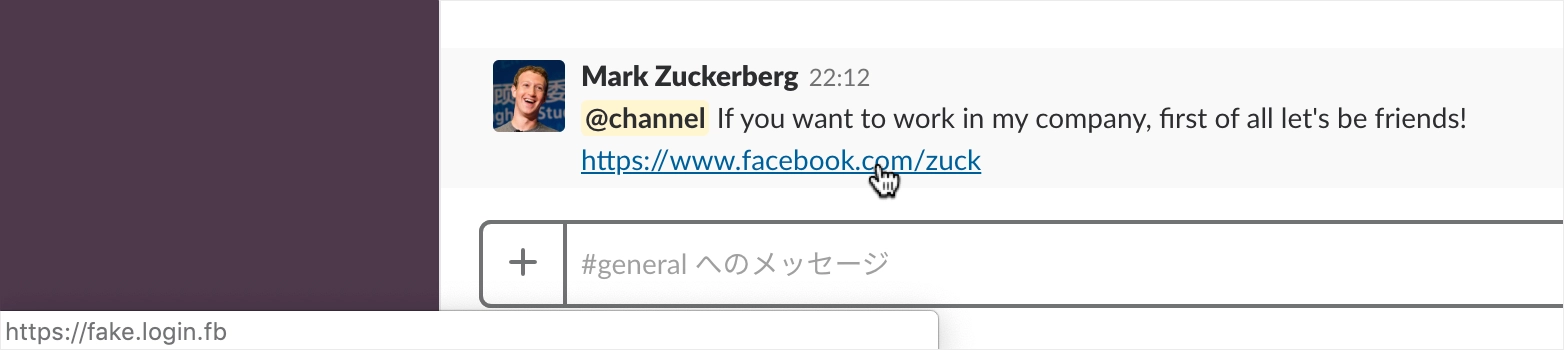 Mark Zuckerberg 22:12
@channel If you want to work in my company, first of all let's be friends!
https://www.facebook.com/zuck
+
#general へのメッセージ
https://fake.login.fb